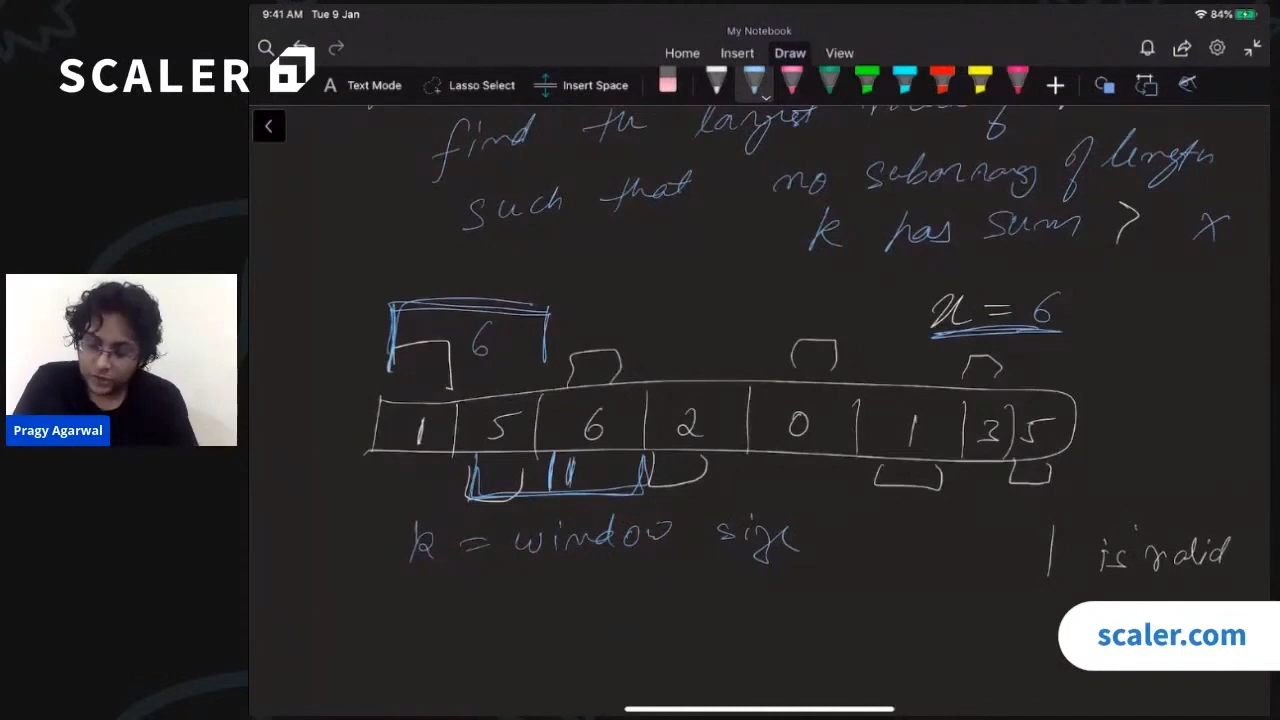 9:41 AM Tue 9 Jan
84%
My Notebook
Home Insert Draw View
SCALER
A Text Mode Lasso Select Insert Space
find the largest
such that no subarray of length
k has sum > x
x = 6
6
1 5 6 2 0 1 3 5
11
Pragy Agarwal
k = window size
1 is valid
scaler.com